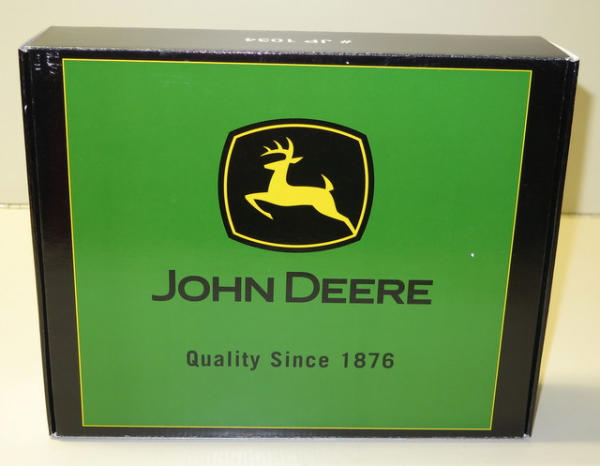 # JP 1034
JOHN DEERE
Quality Since 1876